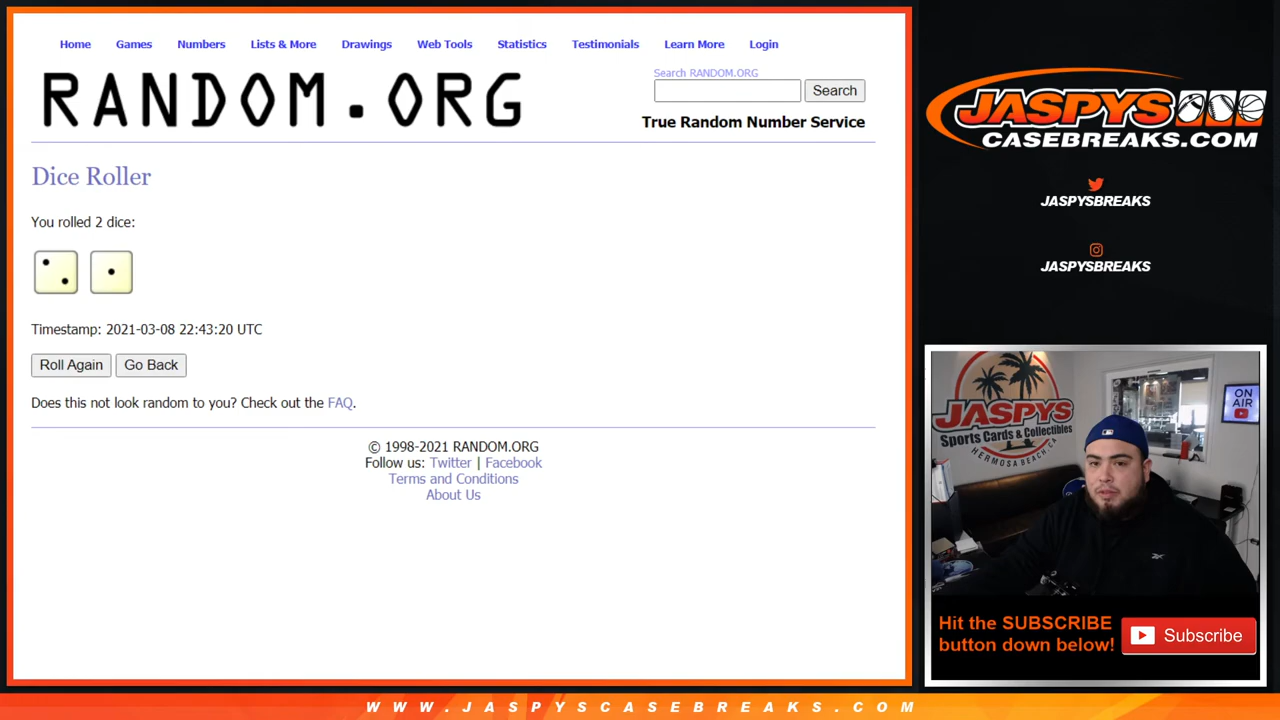 Home Games Numbers Lists & More Drawings Web Tools Statistics Testimonials Learn More Login
RANDOM.ORG
Search RANDOM.ORG
Search
True Random Number Service
Dice Roller
You rolled 2 dice:
Timestamp: 2021-03-08 22:43:20 UTC
Roll Again Go Back
Does this not look random to you? Check out the FAQ.
© 1998-2021 RANDOM.ORG
Follow us: Twitter | Facebook
Terms and Conditions
About Us
JASPYS
CASEBREAKS.COM
JASPYSBREAKS
JASPYSBREAKS
JASPYS
Sports Cards & Collectibles
HERMOSA BEACH, CA
ON
AIR
Hit the SUBSCRIBE
button down below!
Subscribe
WWW.JASPYSCASEBREAKS.COM